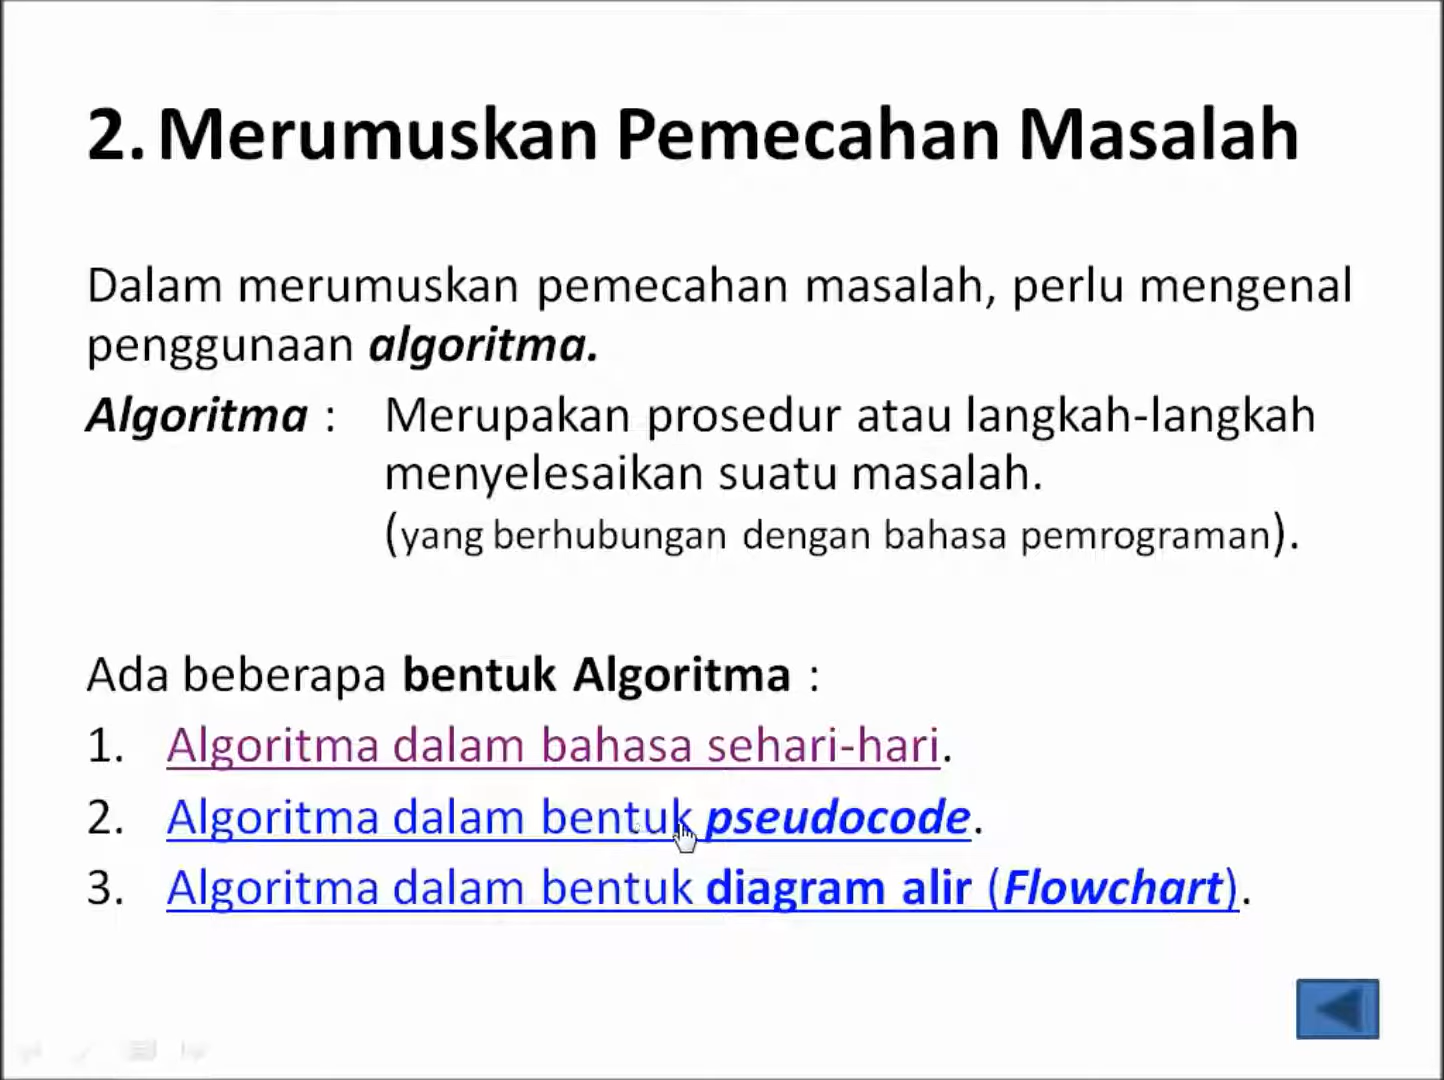 2. Merumuskan Pemecahan Masalah
Dalam merumuskan pemecahan masalah, perlu mengenal
penggunaan algoritma.
Algoritma : Merupakan prosedur atau langkah-langkah
menyelesaikan suatu masalah.
(yang berhubungan dengan bahasa pemrograman).
Ada beberapa bentuk Algoritma :
1. Algoritma dalam bahasa sehari-hari.
2. Algoritma dalam bentuk pseudocode.
3. Algoritma dalam bentuk diagram alir (Flowchart).